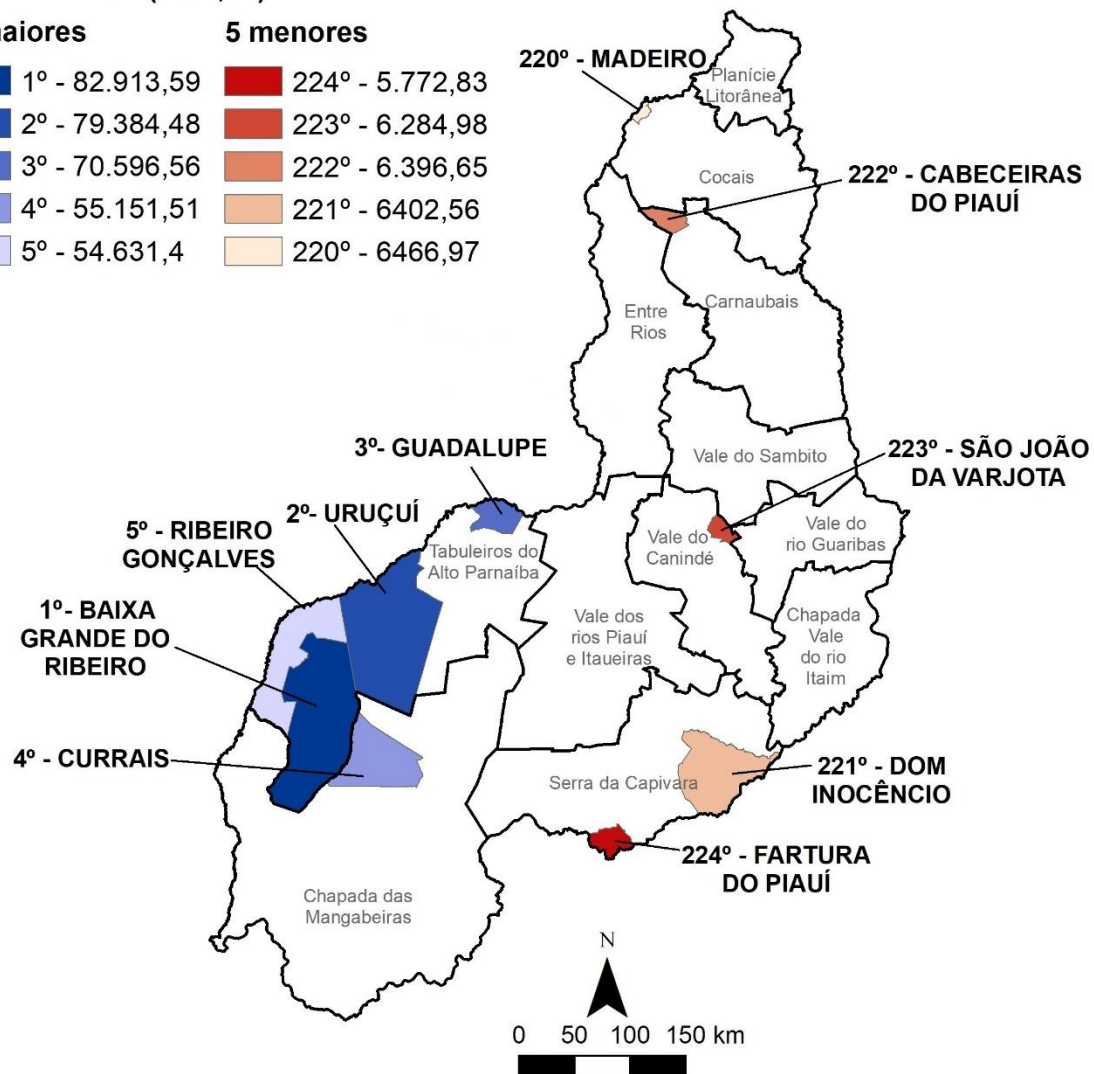 5 menores
1º - 82.913,59
2º - 79.384,48
3º - 70.596,56
4º - 55.151,51
5º - 54.631,4
224º - 5.772,83
223º - 6.284,98
222º - 6.396,65
221º - 6402,56
220º - 6466,97
220º - MADEIRO
Planície
Litorânea
Cocais
222º - CABECEIRAS
DO PIAUÍ
Carnaubais
Entre
Rios
3º- GUADALUPE
Vale do Sambito
223º - SÃO JOÃO
DA VARJOTA
2º- URUÇUÍ
5º - RIBEIRO
GONÇALVES
Tabuleiros do
Alto Parnaíba
Vale do
Canindé
Vale do
rio Guaribas
1º- BAIXA
GRANDE DO
RIBEIRO
Vale dos
rios Piauí
e Itaueiras
Chapada
Vale
do rio
Itaim
4º - CURRAIS
Serra da Capivara
221º - DOM
INOCÊNCIO
224º - FARTURA
DO PIAUÍ
Chapada das
Mangabeiras
N
0 50 100 150 km